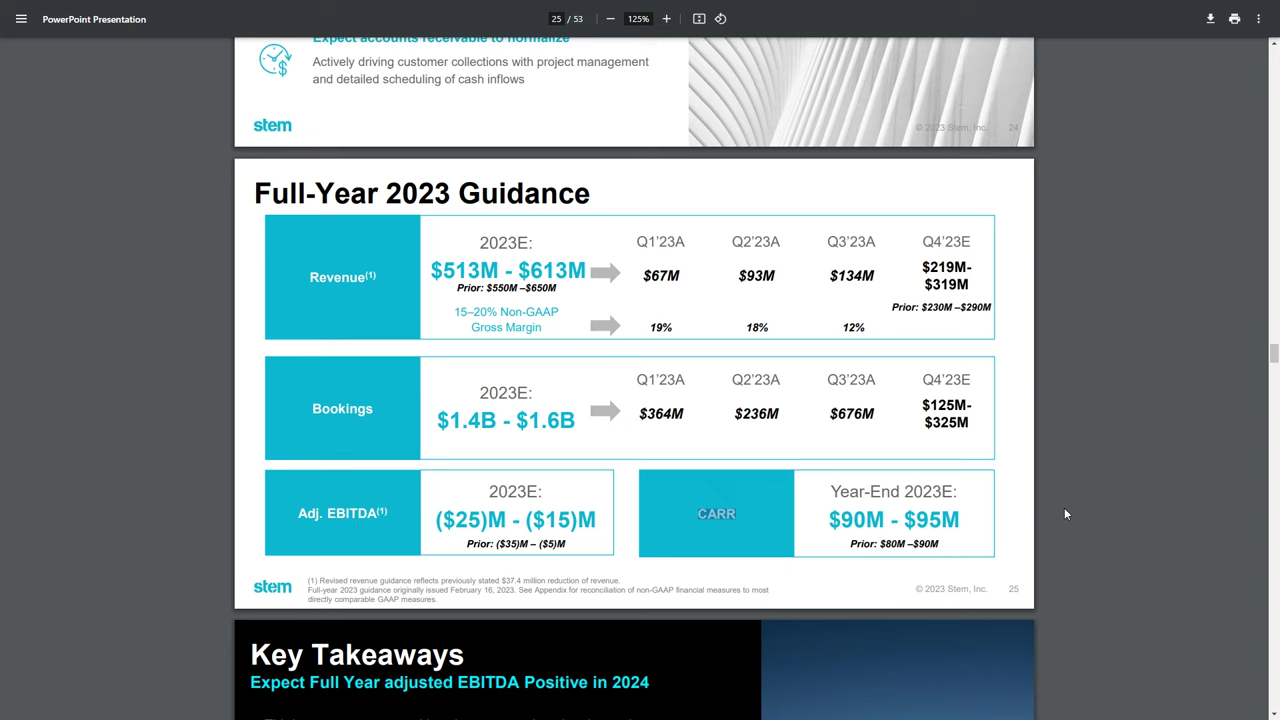 PowerPoint Presentation
25 / 53
125%
Expect accounts receivable to normalize
Actively driving customer collections with project management
and detailed scheduling of cash inflows
stem
© 2023 Stem, Inc. 24
Full-Year 2023 Guidance
Revenue(1)
2023E:
$513M - $613M
Prior: $550M –$650M
15–20% Non-GAAP
Gross Margin
Q1'23A Q2'23A Q3'23A Q4'23E
$67M $93M $134M $219M-
$319M
Prior: $230M –$290M
19% 18% 12%
Bookings
2023E:
$1.4B - $1.6B
Q1'23A Q2'23A Q3'23A Q4'23E
$364M $236M $676M $125M-
$325M
Adj. EBITDA(1)
2023E:
($25)M - ($15)M
Prior: ($35)M – ($5)M
CARR
Year-End 2023E:
$90M - $95M
Prior: $80M –$90M
stem
(1) Revised revenue guidance reflects previously stated $37.4 million reduction of revenue.
Full-year 2023 guidance originally issued February 16, 2023. See Appendix for reconciliation of non-GAAP financial measures to most
directly comparable GAAP measures.
© 2023 Stem, Inc. 25
Key Takeaways
Expect Full Year adjusted EBITDA Positive in 2024